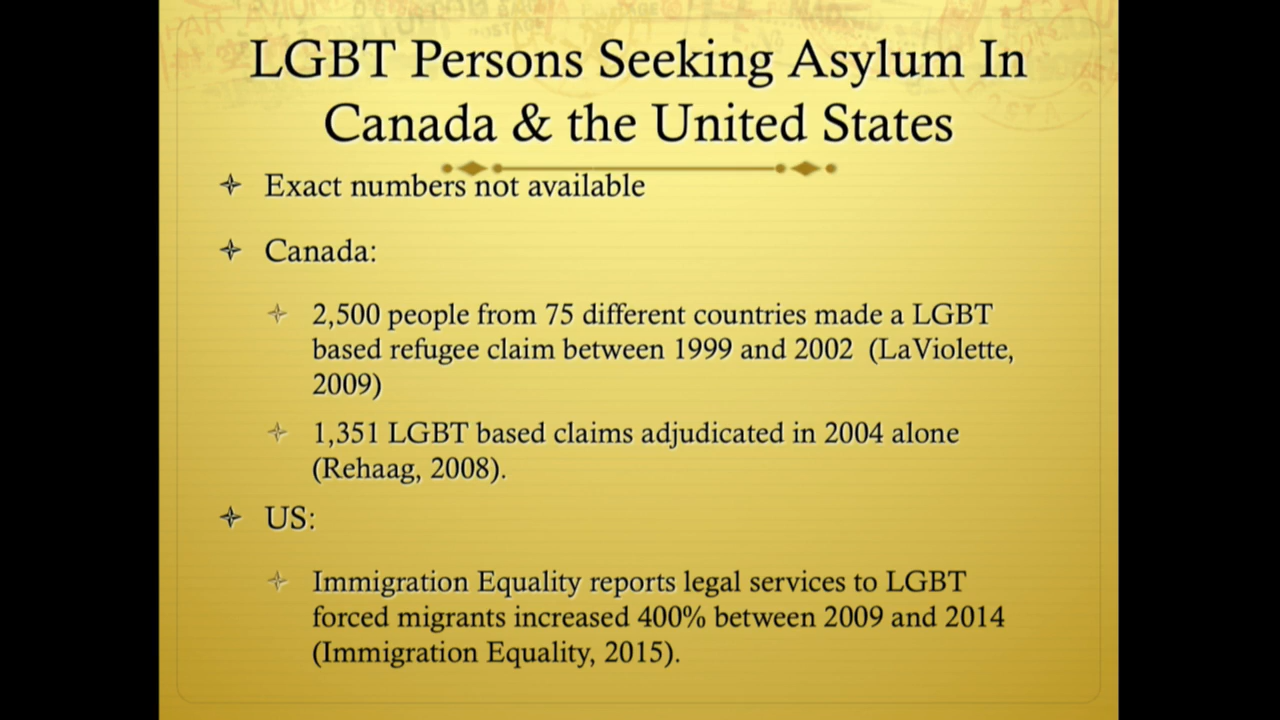 LGBT Persons Seeking Asylum In
Canada & the United States
Exact numbers not available
Canada:
2,500 people from 75 different countries made a LGBT
based refugee claim between 1999 and 2002 (LaViolette,
2009)
1,351 LGBT based claims adjudicated in 2004 alone
(Rehaag, 2008).
US:
Immigration Equality reports legal services to LGBT
forced migrants increased 400% between 2009 and 2014
(Immigration Equality, 2015).